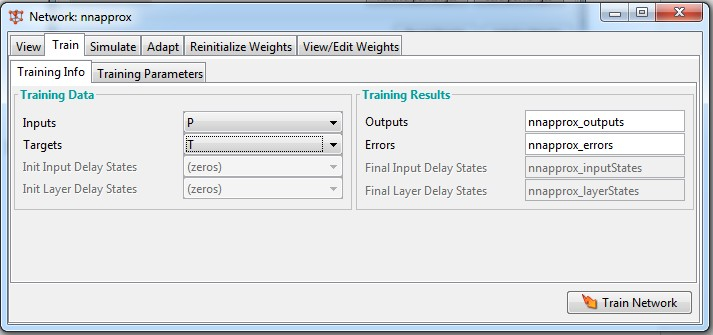 Network: nnapprox
View Train Simulate Adapt Reinitialize Weights View/Edit Weights
Training Info Training Parameters
Training Data
Inputs P
Targets T
Init Input Delay States (zeros)
Init Layer Delay States (zeros)
Training Results
Outputs nnapprox_outputs
Errors nnapprox_errors
Final Input Delay States nnapprox_inputStates
Final Layer Delay States nnapprox_layerStates
Train Network